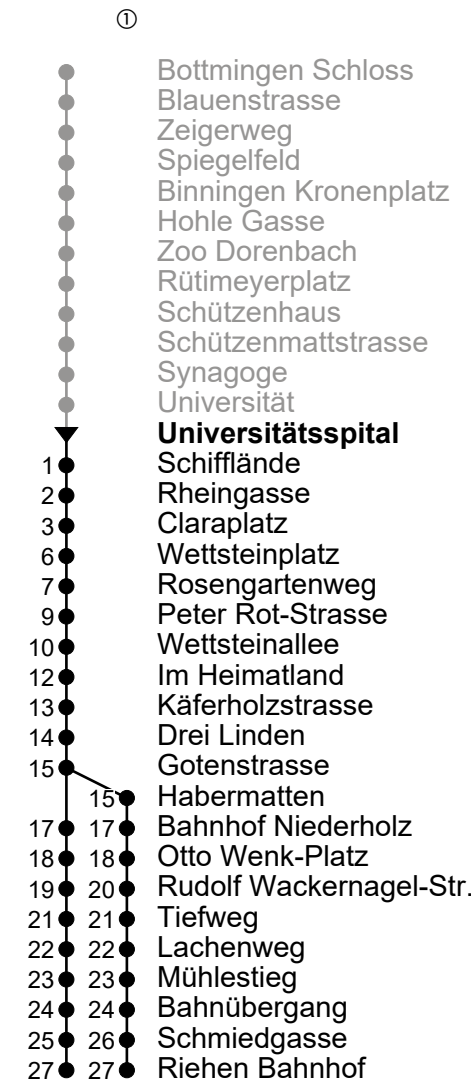 ①
Bottmingen Schloss
Blauenstrasse
Zeigerweg
Spiegelfeld
Binningen Kronenplatz
Hohle Gasse
Zoo Dorenbach
Rütimeyerplatz
Schützenhaus
Schützenmattstrasse
Synagoge
Universität
Universitätsspital
1 Schifflände
2 Rheingasse
3 Claraplatz
6 Wettsteinplatz
7 Rosengartenweg
9 Peter Rot-Strasse
10 Wettsteinallee
12 Im Heimatland
13 Käferholzstrasse
14 Drei Linden
15 Gotenstrasse
15 Habermatten
17 17 Bahnhof Niederholz
18 18 Otto Wenk-Platz
19 20 Rudolf Wackernagel-Str.
21 21 Tiefweg
22 22 Lachenweg
23 23 Mühlestieg
24 24 Bahnübergang
25 26 Schmiedgasse
27 27 Riehen Bahnhof